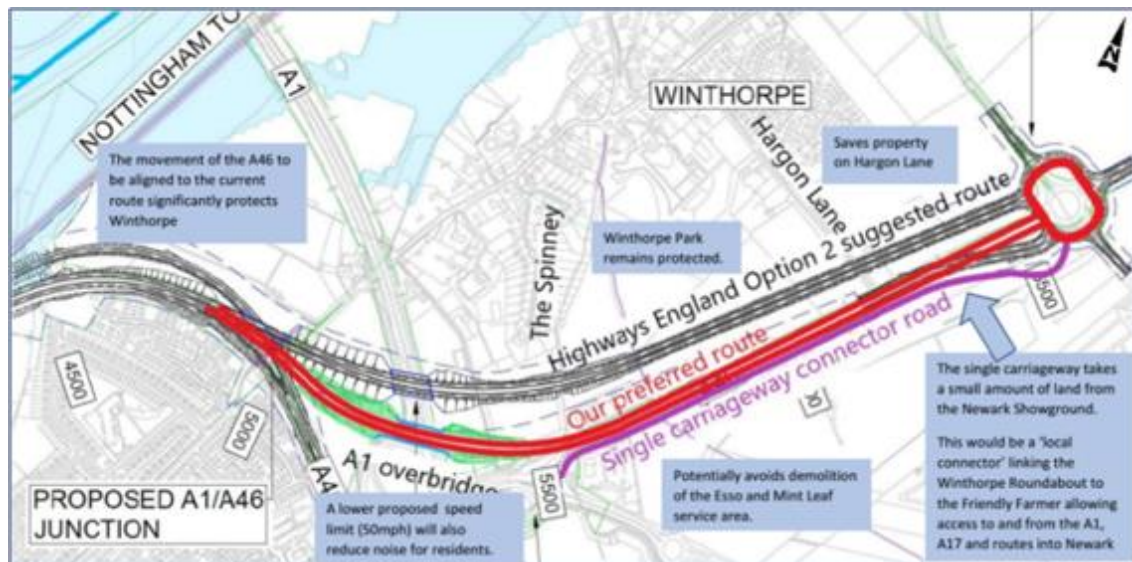 NOTTINGHAM TO
A1
WINTHORPE
N
The movement of the A46 to
be aligned to the current
route significantly protects
Winthorpe
Hargon Lane
Saves property
on Hargon Lane
The Spinney
Winthorpe Park
remains protected.
Highways England Option 2 suggested route
Our preferred route
Single carriageway connector road
4500
5000
A4
5500
PROPOSED A1/A46
JUNCTION
A1 overbridge
A lower proposed speed
limit (50mph) will also
reduce noise for residents.
Potentially avoids demolition
of the Esso and Mint Leaf
service area.
The single carriageway takes
a small amount of land from
the Newark Showground.
This would be a 'local
connector' linking the
Winthorpe Roundabout to
the Friendly Farmer allowing
access to and from the A1,
A17 and routes into Newark